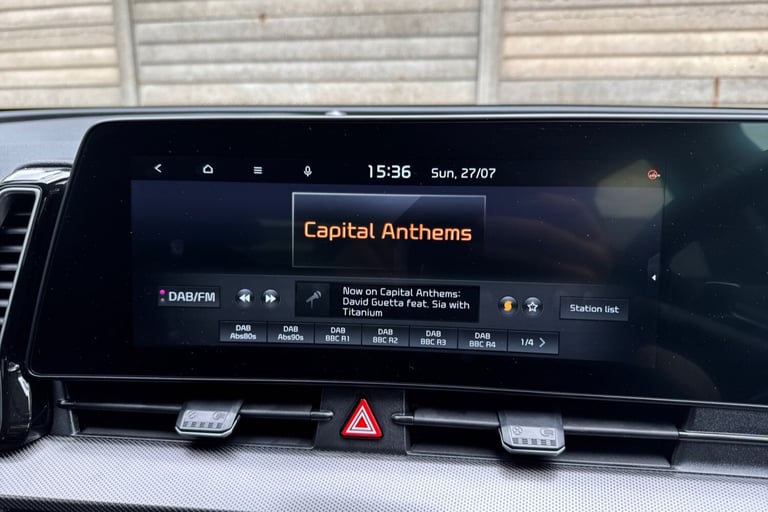 15:36 Sun, 27/07
Capital Anthems
DAB/FM
Now on Capital Anthems:
David Guetta feat. Sia with
Titanium
Station list
DAB Abs80s
DAB Abs90s
DAB BBC R1
DAB BBC R2
DAB BBC R3
DAB BBC R4
1/4